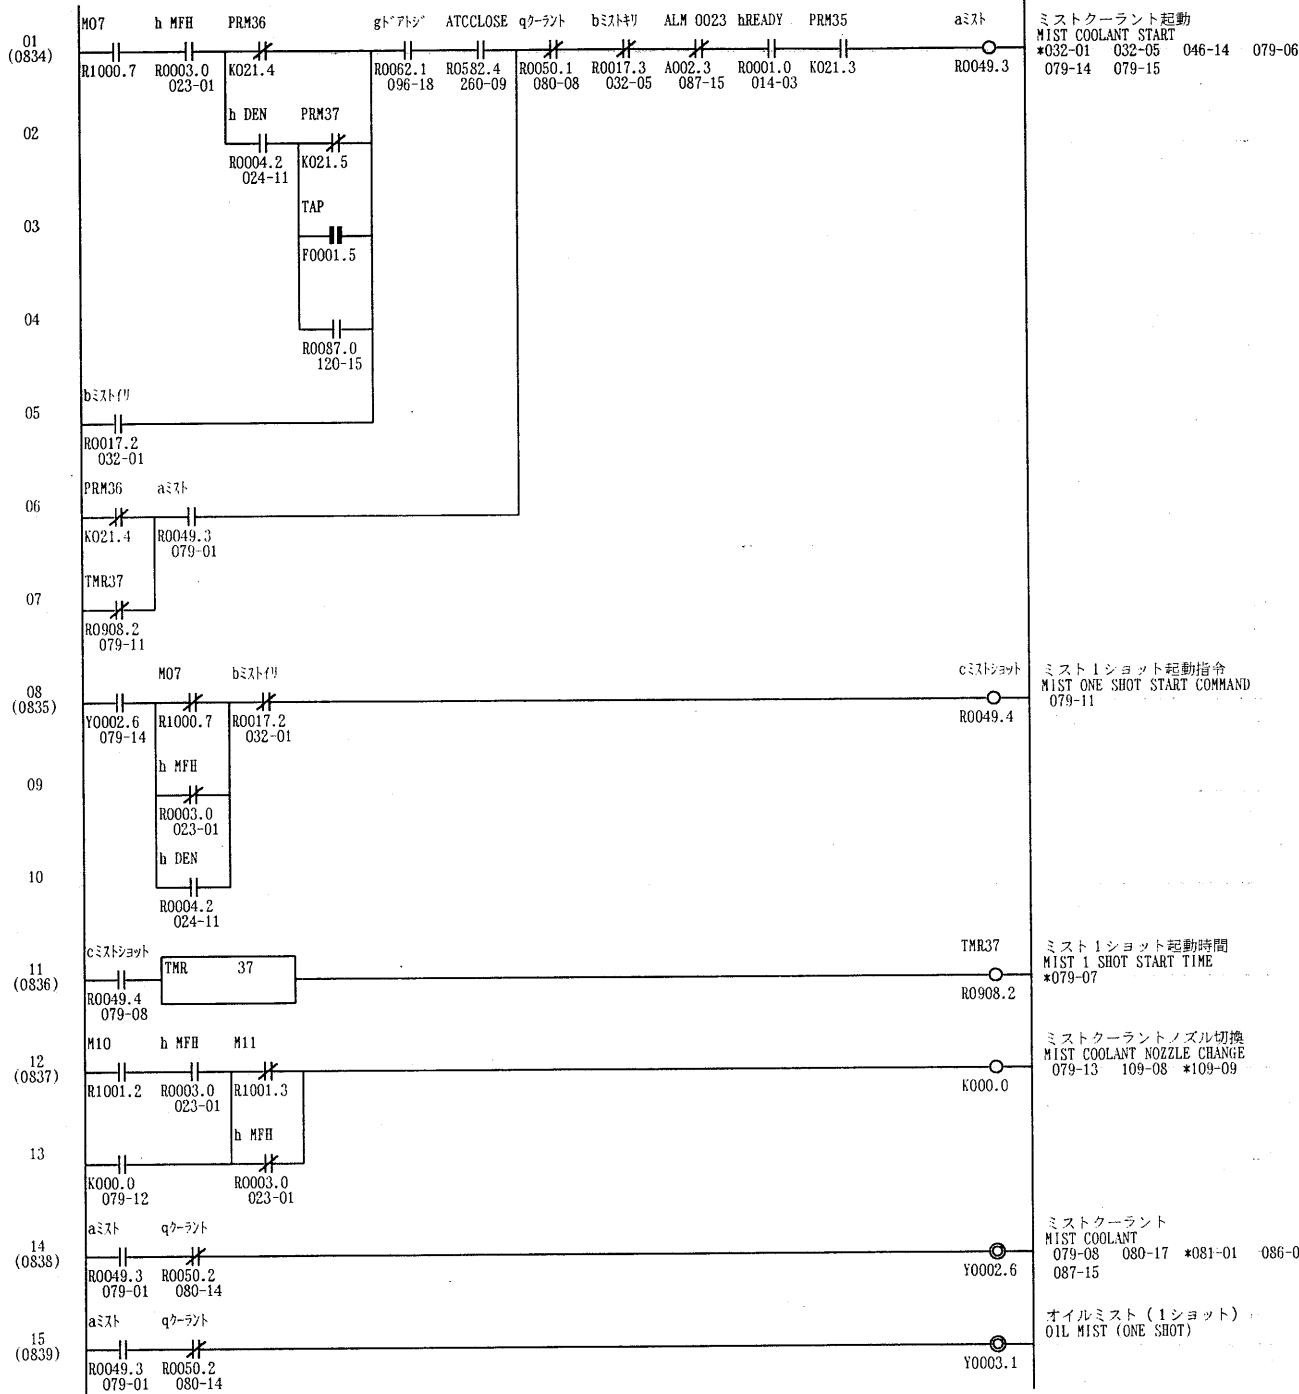 M07 h MFH PRM36 gﾄﾞｱﾄｼﾞ ATCCLOSE qｸｰﾗﾝﾄ bﾐｽﾄｷﾘ ALM 0023 hREADY PRM35 aﾐｽﾄ ミストクーラント起動
01 MIST COOLANT START
(0834) *032-01 032-05 046-14 079-06
R1000.7 R0003.0 K021.4 R0062.1 R0582.4 R0050.1 R0017.3 A002.3 R0001.0 K021.3 R0049.3 079-14 079-15
023-01 096-18 260-09 080-08 032-05 087-15 014-03
h DEN PRM37
02
R0004.2 K021.5
024-11
TAP
03
F0001.5
04
R0087.0
120-15
bﾐｽﾄｲﾘ
05
R0017.2
032-01
PRM36 aﾐｽﾄ
06
K021.4 R0049.3
079-01
TMR37
07
R0908.2
079-11
M07 bﾐｽﾄｲﾘ cﾐｽﾄｼｮｯﾄ ミスト１ショット起動指令
08 MIST ONE SHOT START COMMAND
(0835) 079-11
Y0002.6 R1000.7 R0017.2 R0049.4
079-14 032-01
h MFH
09
R0003.0
023-01
h DEN
10
R0004.2
024-11
cﾐｽﾄｼｮｯﾄ TMR37 ミスト１ショット起動時間
11 TMR 37 MIST 1 SHOT START TIME
(0836) *079-07
R0049.4 R0908.2
079-08
M10 h MFH M11 ミストクーラントノズル切換
12 MIST COOLANT NOZZLE CHANGE
(0837) 079-13 109-08 *109-09
R1001.2 R0003.0 R1001.3 K000.0
023-01
h MFH
13
K000.0 R0003.0
079-12 023-01
aﾐｽﾄ qｸｰﾗﾝﾄ ミストクーラント
14 MIST COOLANT
(0838) 079-08 080-17 *081-01 086-0
R0049.3 R0050.2 Y0002.6 087-15
079-01 080-14
aﾐｽﾄ qｸｰﾗﾝﾄ オイルミスト（１ショット）
15 OIL MIST (ONE SHOT)
(0839)
R0049.3 R0050.2 Y0003.1
079-01 080-14